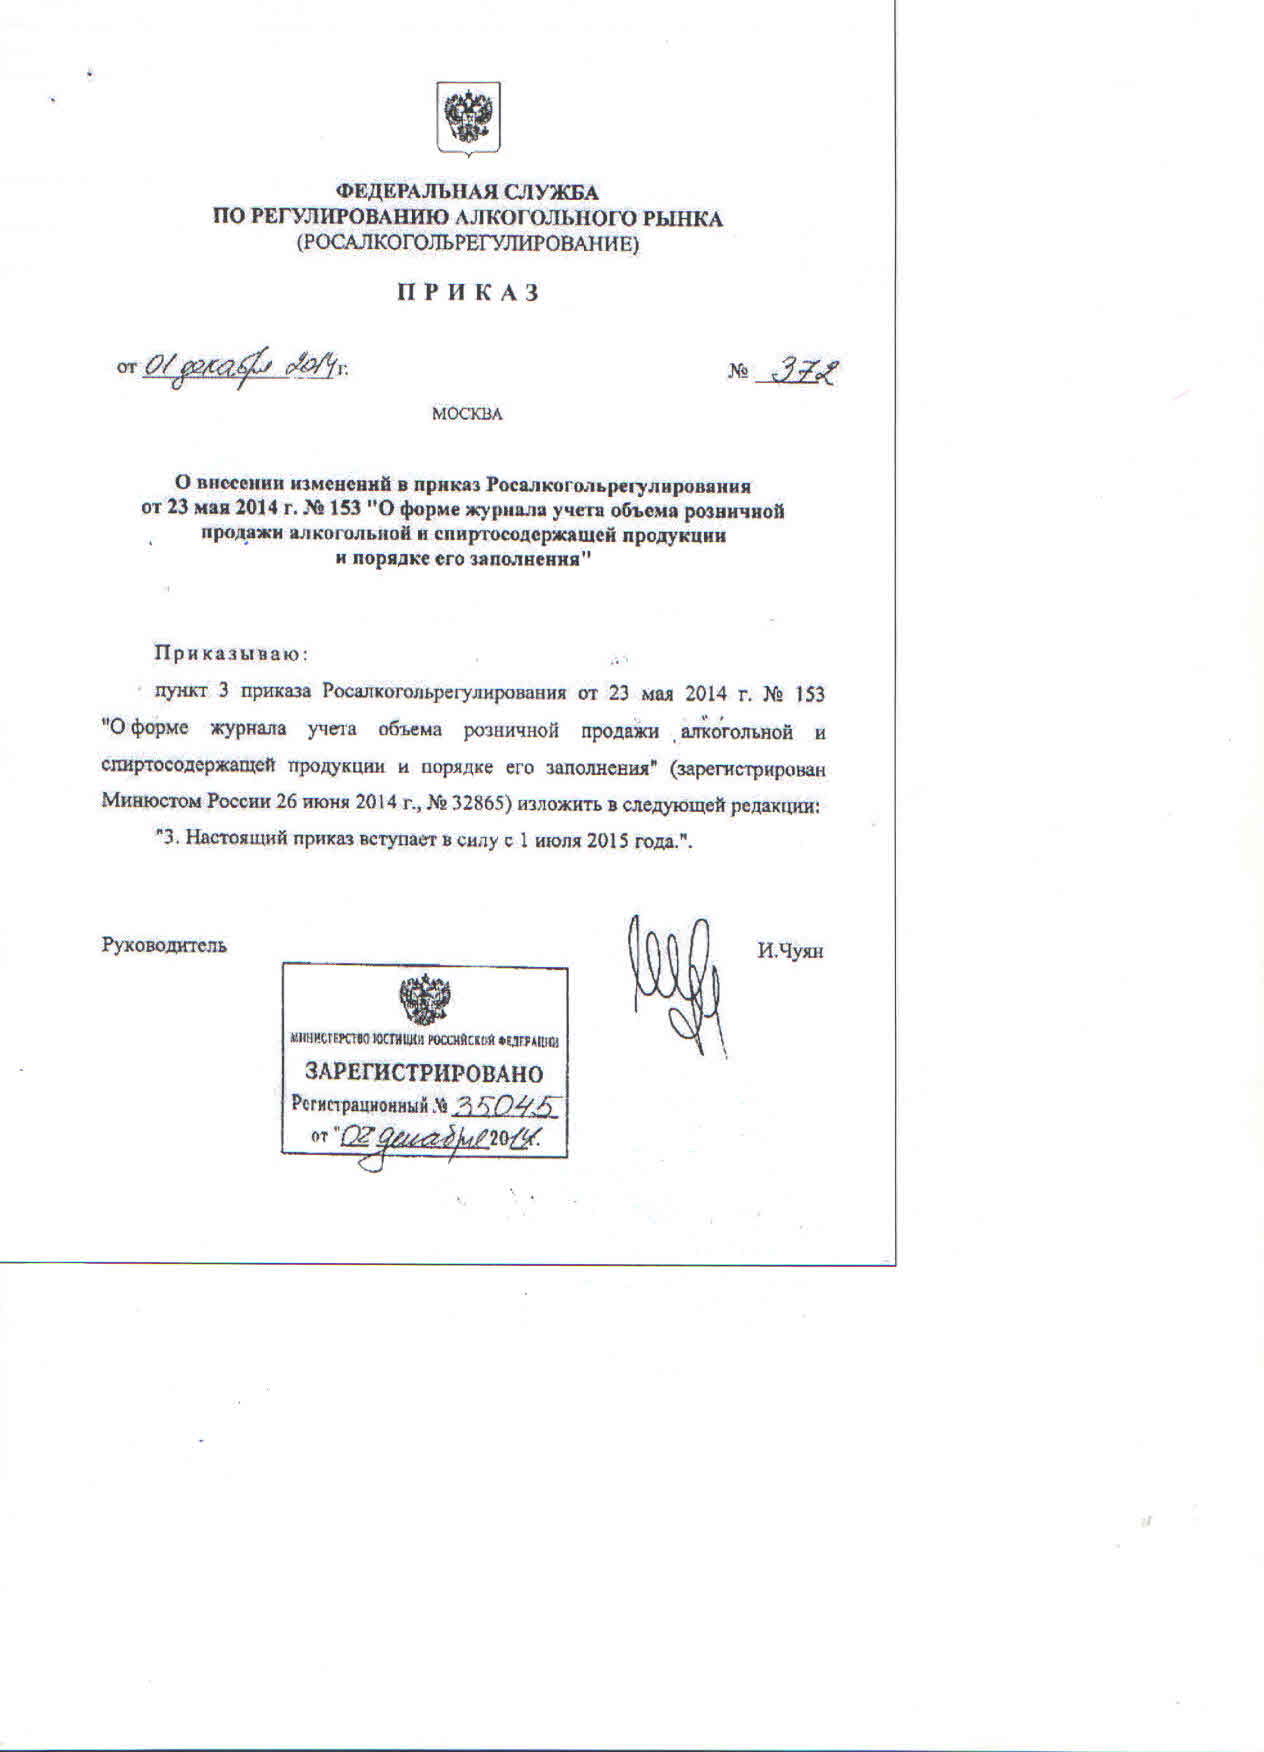 ФЕДЕРАЛЬНАЯ СЛУЖБА
ПО РЕГУЛИРОВАНИЮ АЛКОГОЛЬНОГО РЫНКА
(РОСАЛКОГОЛЬРЕГУЛИРОВАНИЕ)
П Р И К А З
от 01 декабря 2014 г.
№ 372
МОСКВА
О внесении изменений в приказ Росалкогольрегулирования
от 23 мая 2014 г. № 153 "О форме журнала учета объема розничной
продажи алкогольной и спиртосодержащей продукции
и порядке его заполнения"
Приказываю:
пункт 3 приказа Росалкогольрегулирования от 23 мая 2014 г. № 153
"О форме журнала учета объема розничной продажи алкогольной и
спиртосодержащей продукции и порядке его заполнения" (зарегистрирован
Минюстом России 26 июня 2014 г., № 32865) изложить в следующей редакции:
"3. Настоящий приказ вступает в силу с 1 июля 2015 года.".
Руководитель
И.Чуян
МИНИСТЕРСТВО ЮСТИЦИИ РОССИЙСКОЙ ФЕДЕРАЦИИ
ЗАРЕГИСТРИРОВАНО
Регистрационный № 35045
от "02" декабря 2014.